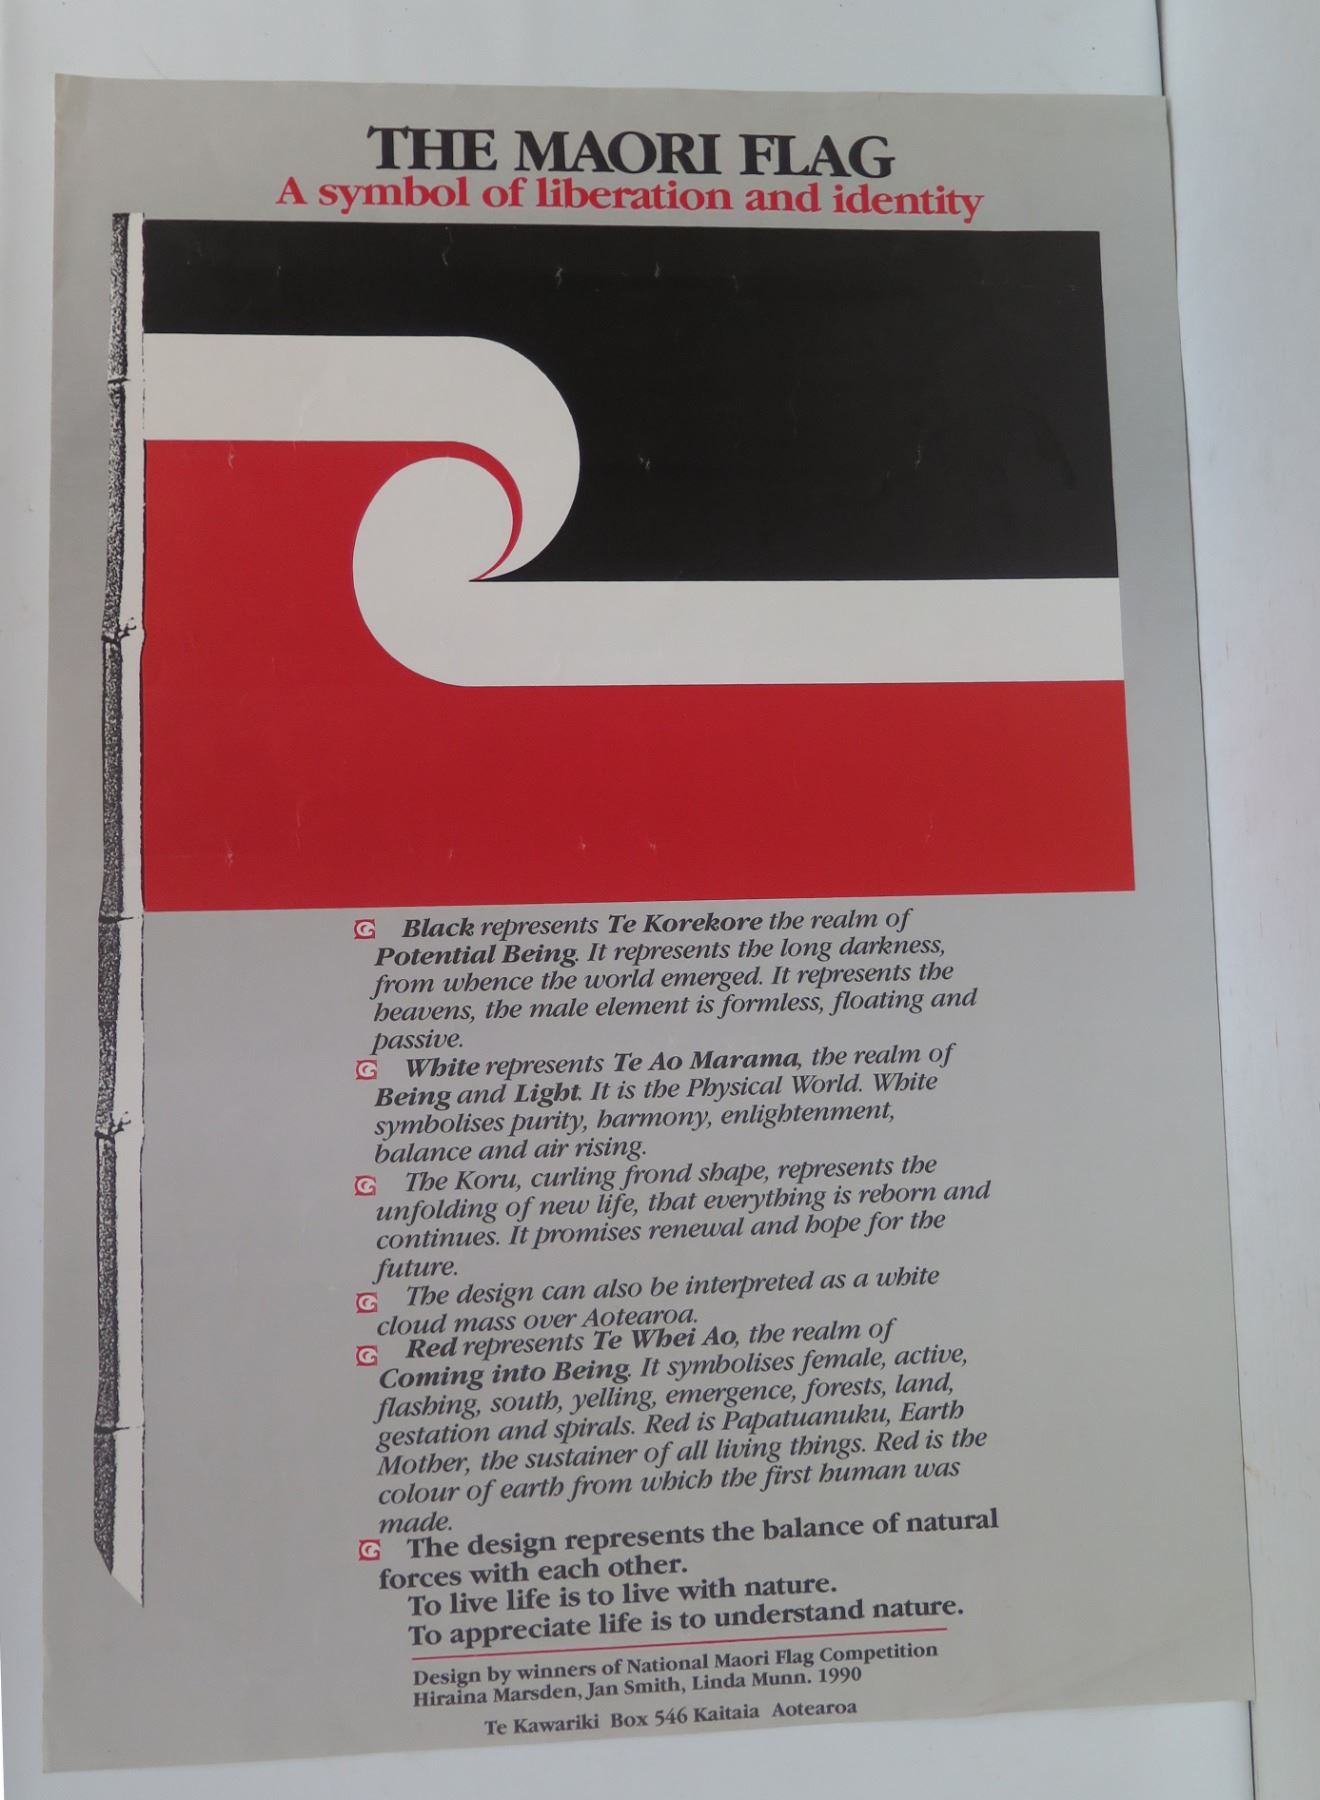 THE MAORI FLAG
A symbol of liberation and identity
Black represents Te Korekore the realm of
Potential Being. It represents the long darkness,
from whence the world emerged. It represents the
heavens, the male element is formless, floating and
passive.
White represents Te Ao Marama, the realm of
Being and Light. It is the Physical World. White
symbolises purity, harmony, enlightenment,
balance and air rising.
The Koru, curling frond shape, represents the
unfolding of new life, that everything is reborn and
continues. It promises renewal and hope for the
future.
The design can also be interpreted as a white
cloud mass over Aotearoa.
Red represents Te Whei Ao, the realm of
Coming into Being. It symbolises female, active,
flashing, south, yelling, emergence, forests, land,
gestation and spirals. Red is Papatuanuku, Earth
Mother, the sustainer of all living things. Red is the
colour of earth from which the first human was
made.
The design represents the balance of natural
forces with each other.
To live life is to live with nature.
To appreciate life is to understand nature.
Design by winners of National Maori Flag Competition
Hiraina Marsden, Jan Smith, Linda Munn. 1990
Te Kawariki Box 546 Kaitaia Aotearoa